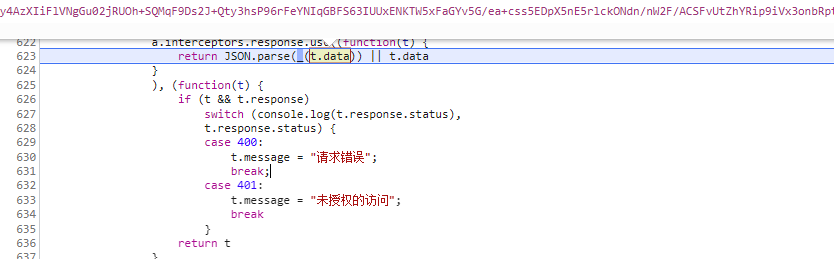 y4AzXIiFlVNgGu02jRUOh+SQMqF9Ds2J+Qty3hsP96rFeYNIqGBFS63IUUxENKTW5xFaGYv5G/ea+css5EDpX5nE5rlckONdn/nW2F/ACSFvUtZhYRip9iVx3onbRpt
622 a.interceptors.response.use((function(t) {
623 return JSON.parse(_(t.data)) || t.data
624 }
625 ), (function(t) {
626 if (t && t.response)
627 switch (console.log(t.response.status),
628 t.response.status) {
629 case 400:
630 t.message = "请求错误";
631 break;
632 case 401:
633 t.message = "未授权的访问";
634 break
635 }
636 return t
637 }